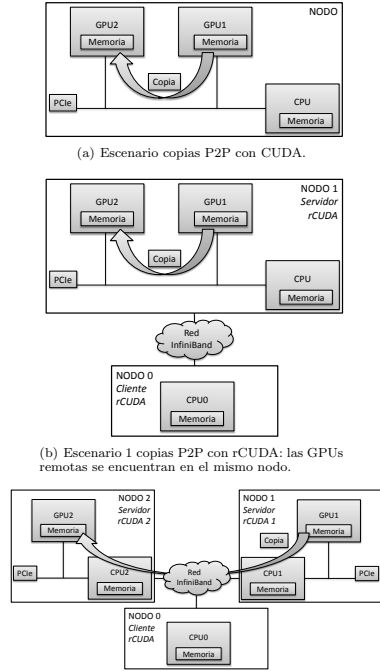 NODO
GPU2
Memoria
GPU1
Memoria
Copia
PCIe
CPU
Memoria
(a) Escenario copias P2P con CUDA.
NODO 1
Servidor
rCUDA
GPU2
Memoria
GPU1
Memoria
Copia
PCIe
CPU
Memoria
Red
InfiniBand
NODO 0
Cliente
rCUDA
CPU0
Memoria
(b) Escenario 1 copias P2P con rCUDA: las GPUs
remotas se encuentran en el mismo nodo.
NODO 2
Servidor
rCUDA 2
GPU2
Memoria
PCIe
CPU2
Memoria
NODO 1
Servidor
rCUDA 1
GPU1
Memoria
Copia
Red
InfiniBand
CPU1
Memoria
PCIe
NODO 0
Cliente
rCUDA
CPU0
Memoria